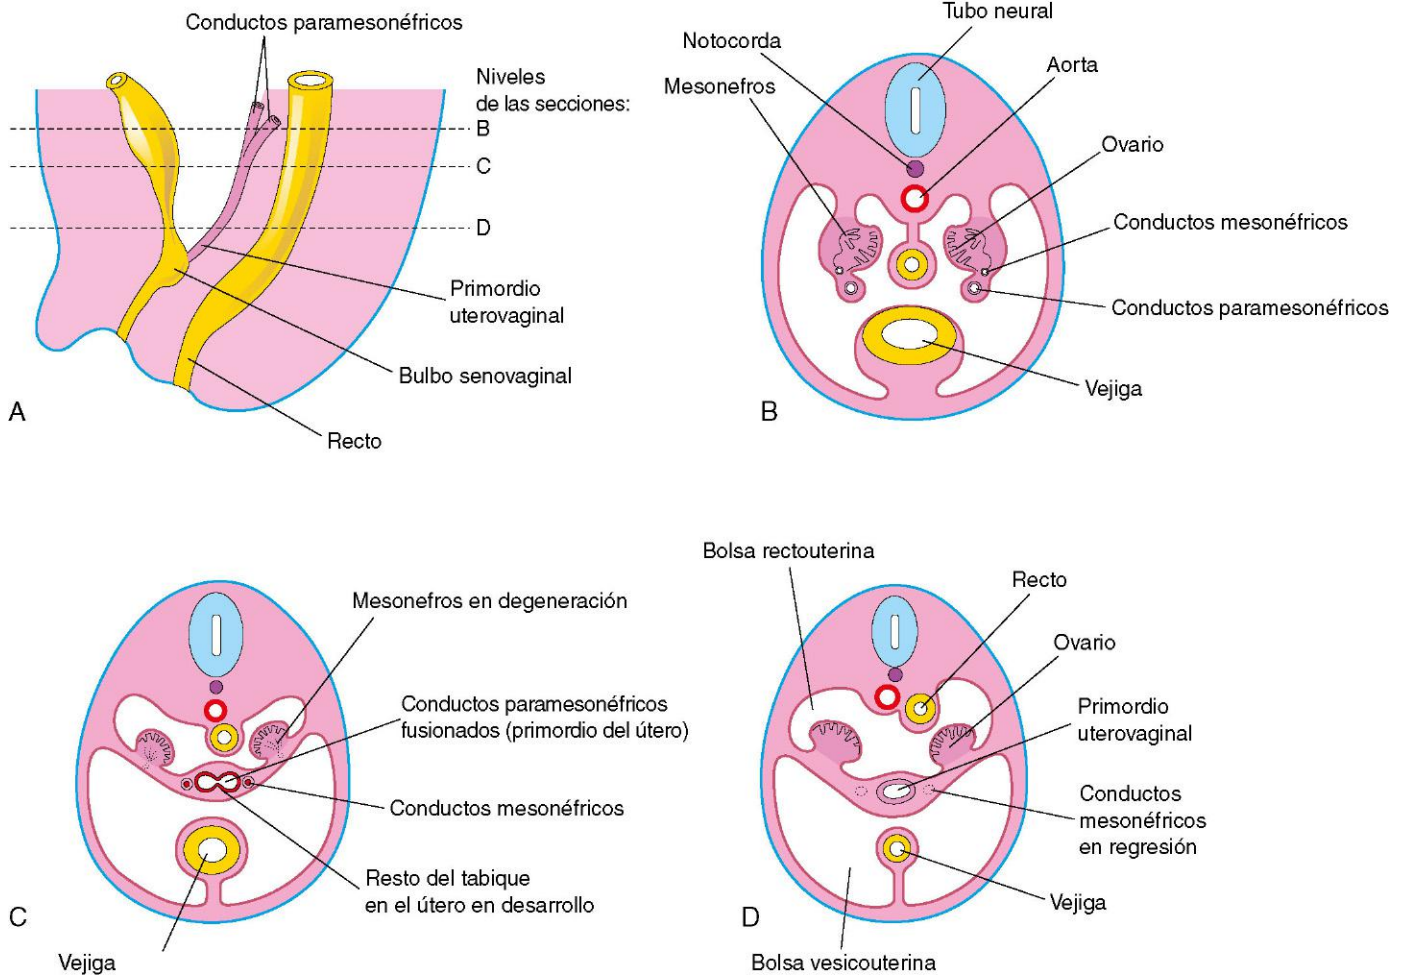 Conductos paramesonéfricos
Niveles
de las secciones:
B
C
D
Primordio
uterovaginal
Bulbo senovaginal
Recto
A
Tubo neural
Notocorda
Aorta
Mesonefros
Ovario
Conductos mesonéfricos
Conductos paramesonéfricos
Vejiga
B
Mesonefros en degeneración
Conductos paramesonéfricos
fusionados (primordio del útero)
Conductos mesonéfricos
Resto del tabique
en el útero en desarrollo
C
Vejiga
Bolsa rectouterina
Recto
Ovario
Primordio
uterovaginal
Conductos
mesonéfricos
en regresión
Vejiga
D
Bolsa vesicouterina